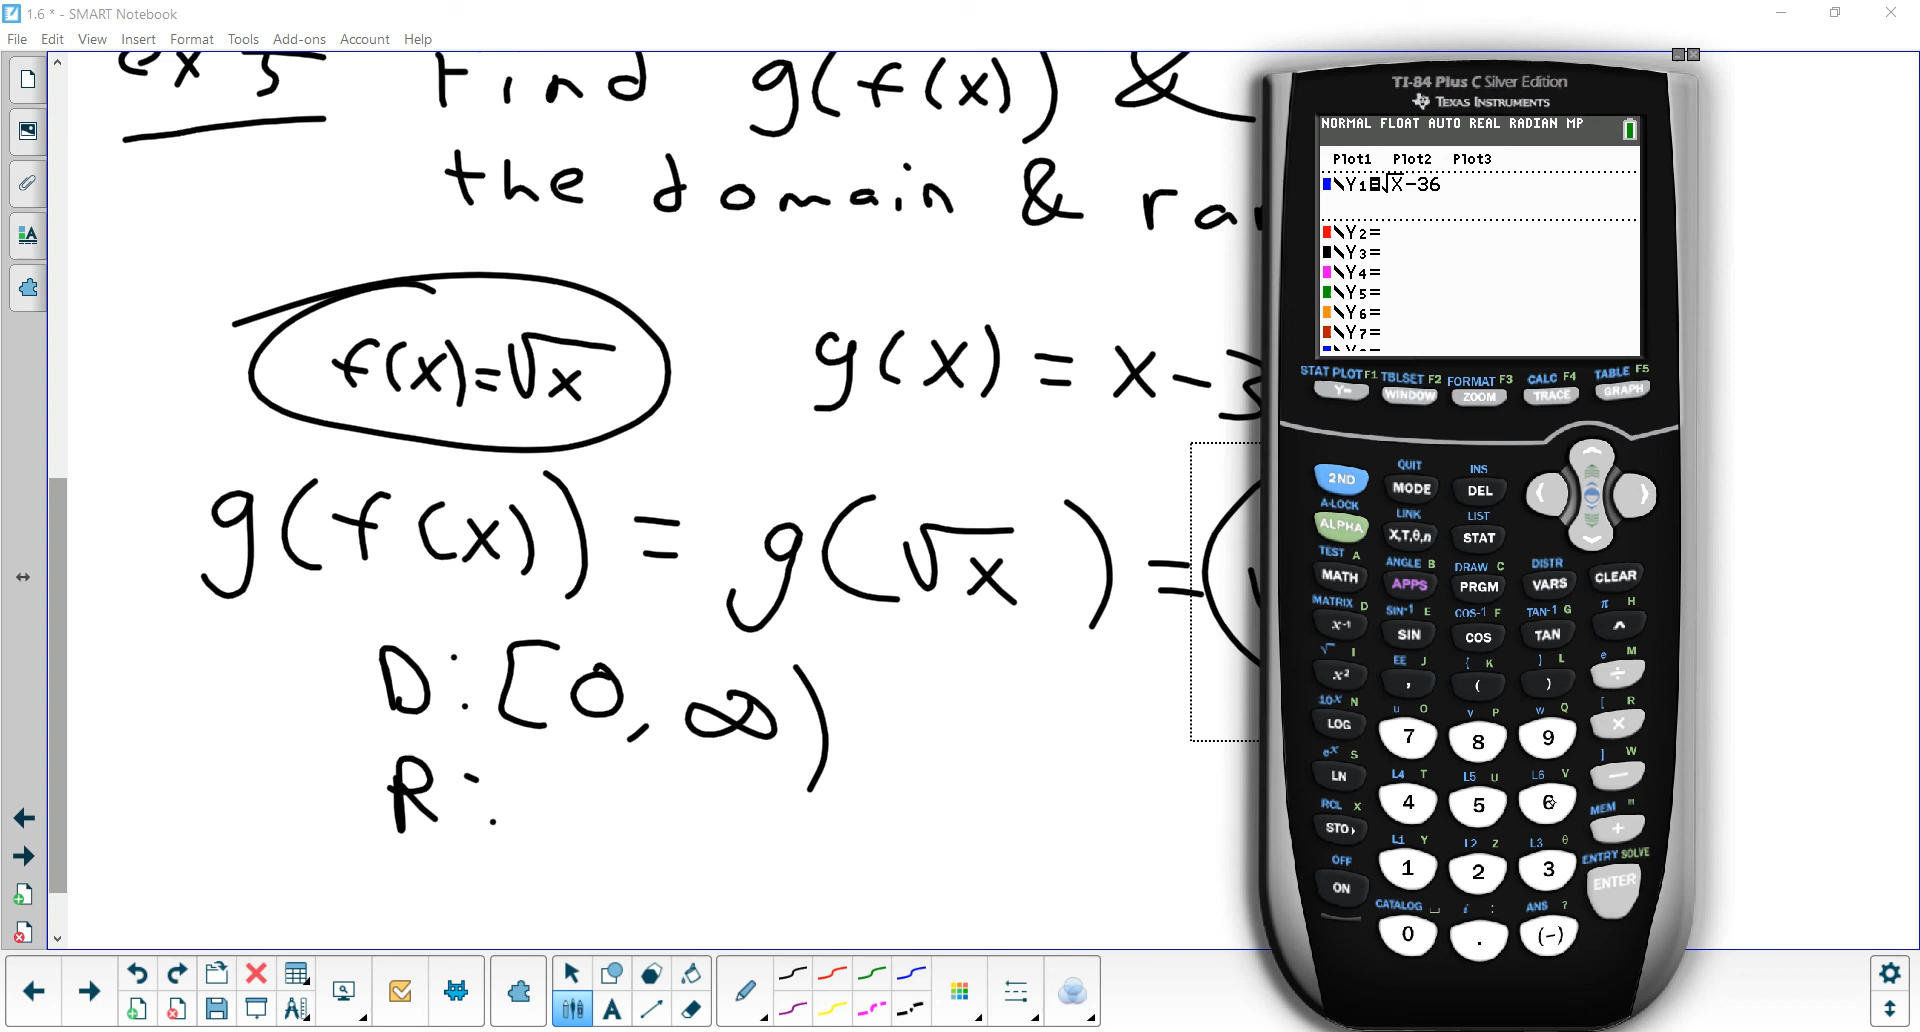 1.6 * - SMART Notebook
File Edit View Insert Format Tools Add-ons Account Help
ex 5 Find g(f(x)) &
the domain & ra
f(x)=√x g(x) = x-3
g(f(x)) = g(√x) = (
D: [0, ∞)
R:
TI-84 Plus C Silver Edition
TEXAS INSTRUMENTS
NORMAL FLOAT AUTO REAL RADIAN MP
Plot1 Plot2 Plot3
\Y1=√X-36
\Y2=
\Y3=
\Y4=
\Y5=
\Y6=
\Y7=
STAT PLOT F1 TBLSET F2 FORMAT F3 CALC F4 TABLE F5
Y= WINDOW ZOOM TRACE GRAPH
QUIT INS
2ND MODE DEL
A-LOCK LINK LIST
ALPHA X,T,θ,n STAT
TEST A ANGLE B DRAW C DISTR
MATH APPS PRGM VARS CLEAR
MATRIX D SIN-1 E COS-1 F TAN-1 G π H
x-1 SIN COS TAN ^
√ I EE J { K } L e M
x² , ( ) ÷
10x N u O v P w Q [ R
LOG 7 8 9 ×
ex S L4 T L5 U L6 V ] W
LN 4 5 6 −
RCL X L1 Y L2 Z L3 θ MEM "
STO 1 2 3 +
OFF CATALOG i : ANS ? ENTRY SOLVE
ON 0 . (-) ENTER